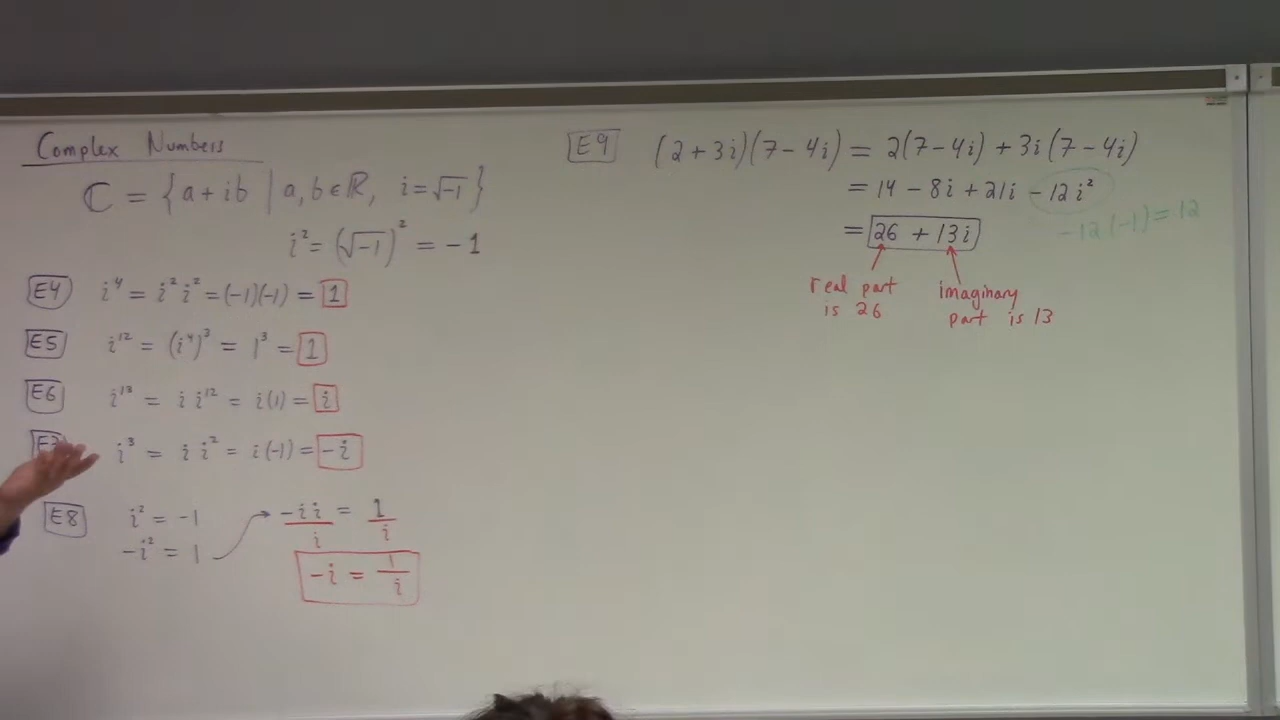 Complex Numbers
ℂ = {a + ib | a, b ∈ ℝ, i = √-1}
i² = (√-1)² = -1
E4 i⁴ = i² i² = (-1)(-1) = 1
E5 i¹² = (i⁴)³ = 1³ = 1
E6 i¹³ = i i¹² = i(1) = i
i³ = i i² = i(-1) = -i
E8 i² = -1
-i² = 1
-i i / i = 1 / i
-i = 1 / i
E9 (2 + 3i)(7 - 4i) = 2(7 - 4i) + 3i(7 - 4i)
= 14 - 8i + 21i - 12i²
-12(-1) = 12
= 26 + 13i
real part
is 26
imaginary
part is 13